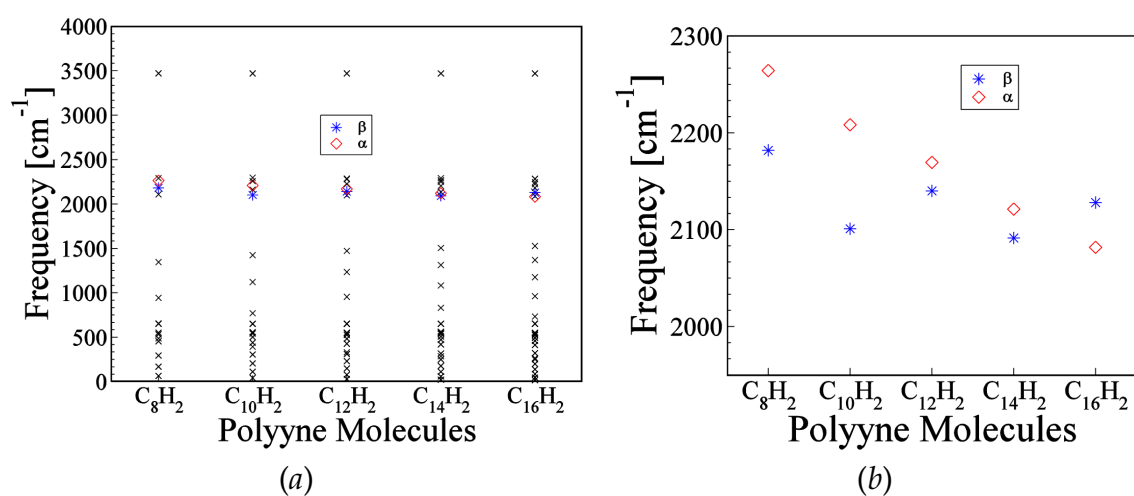 4000
3500
3000
2500
2000
1500
1000
500
0
Frequency [cm⁻¹]
β
α
C₈H₂ C₁₀H₂ C₁₂H₂ C₁₄H₂ C₁₆H₂
Polyyne Molecules
(a)
2300
2200
2100
2000
Frequency [cm⁻¹]
β
α
C₈H₂ C₁₀H₂ C₁₂H₂ C₁₄H₂ C₁₆H₂
Polyyne Molecules
(b)